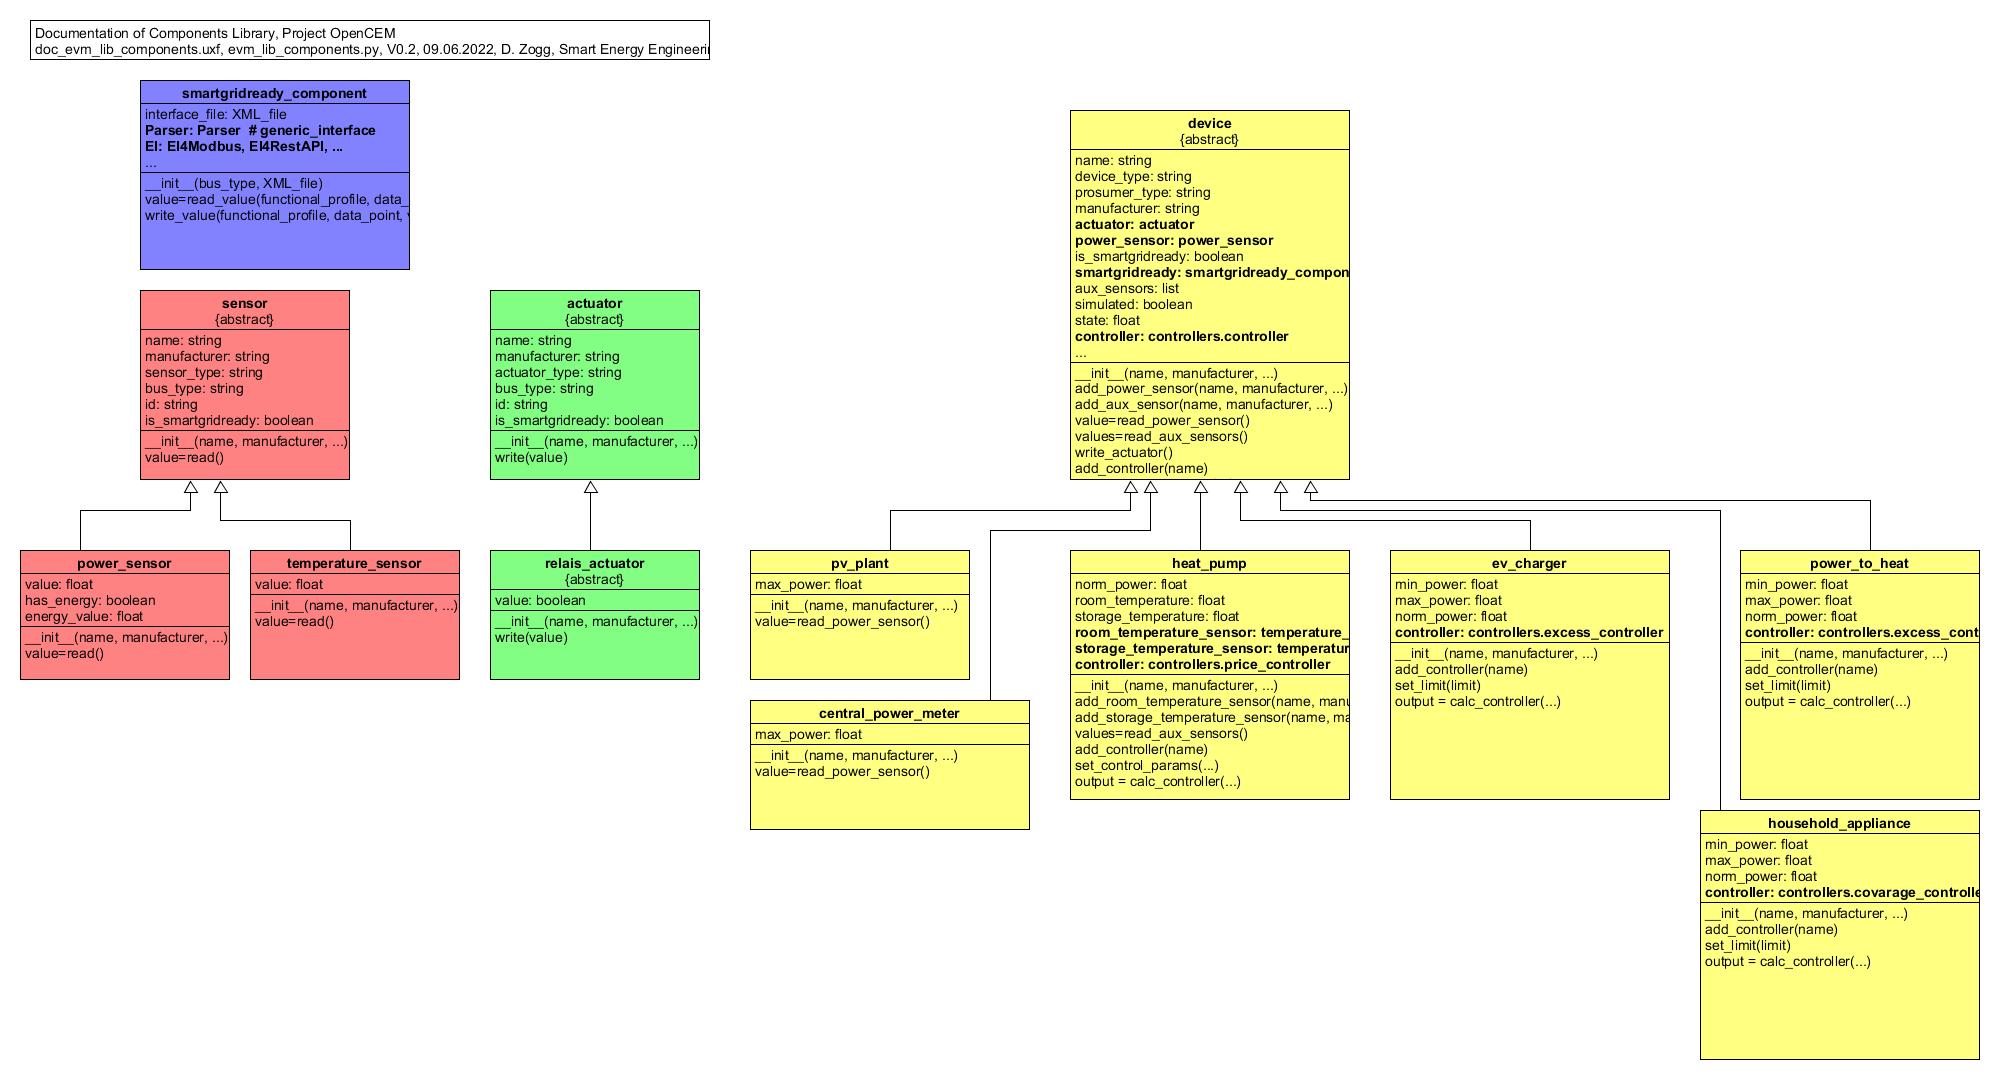 Documentation of Components Library, Project OpenCEM
doc_evm_lib_components.uxf, evm_lib_components.py, V0.2, 09.06.2022, D. Zogg, Smart Energy
smartgridready_component
interface_file: XML_file
Parser: Parser  # generic_interface
EI: EI4Modbus, EI4RestAPI, ...
...
__init__(bus_type, XML_file)
value=read_value(functional_profile, data_
write_value(functional_profile, data_point,
sensor
{abstract}
name: string
manufacturer: string
sensor_type: string
bus_type: string
id: string
is_smartgridready: boolean
__init__(name, manufacturer, ...)
value=read()
actuator
{abstract}
name: string
manufacturer: string
actuator_type: string
bus_type: string
id: string
is_smartgridready: boolean
__init__(name, manufacturer, ...)
write(value)
device
{abstract}
name: string
device_type: string
prosumer_type: string
manufacturer: string
actuator: actuator
power_sensor: power_sensor
is_smartgridready: boolean
smartgridready: smartgridready_compon
aux_sensors: list
simulated: boolean
state: float
controller: controllers.controller
...
__init__(name, manufacturer, ...)
add_power_sensor(name, manufacturer, ...)
add_aux_sensor(name, manufacturer, ...)
value=read_power_sensor()
values=read_aux_sensors()
write_actuator()
add_controller(name)
power_sensor
value: float
has_energy: boolean
energy_value: float
__init__(name, manufacturer, ...)
value=read()
temperature_sensor
value: float
__init__(name, manufacturer, ...)
value=read()
relais_actuator
{abstract}
value: boolean
__init__(name, manufacturer, ...)
write(value)
pv_plant
max_power: float
__init__(name, manufacturer, ...)
value=read_power_sensor()
central_power_meter
max_power: float
__init__(name, manufacturer, ...)
value=read_power_sensor()
heat_pump
norm_power: float
room_temperature: float
storage_temperature: float
room_temperature_sensor: temperature_
storage_temperature_sensor: temperatur
controller: controllers.price_controller
__init__(name, manufacturer, ...)
add_room_temperature_sensor(name, manu
add_storage_temperature_sensor(name, ma
values=read_aux_sensors()
add_controller(name)
set_control_params(...)
output = calc_controller(...)
ev_charger
min_power: float
max_power: float
norm_power: float
controller: controllers.excess_controller
__init__(name, manufacturer, ...)
add_controller(name)
set_limit(limit)
output = calc_controller(...)
power_to_heat
min_power: float
max_power: float
norm_power: float
controller: controllers.excess_cont
__init__(name, manufacturer, ...)
add_controller(name)
set_limit(limit)
output = calc_controller(...)
household_appliance
min_power: float
max_power: float
norm_power: float
controller: controllers.covarage_controlle
__init__(name, manufacturer, ...)
add_controller(name)
set_limit(limit)
output = calc_controller(...)